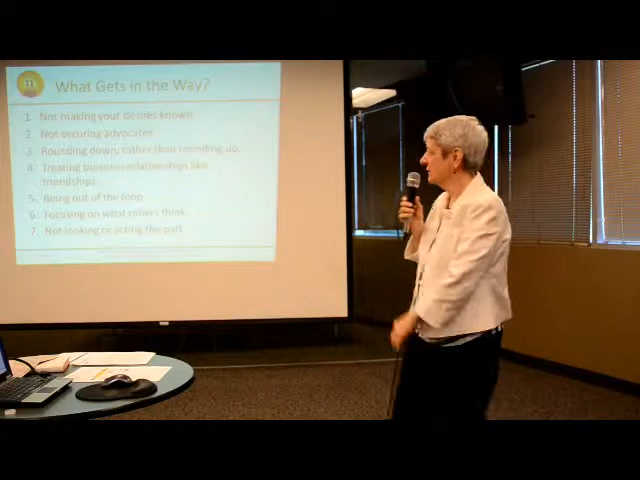 11
What Gets in the Way?
1. Not making your desires known.
2. Not securing advocates
3. Rounding down, rather than rounding up.
4. Treating business relationships like
friendships.
5. Being out of the loop
6. Focusing on what others think.
7. Not looking or acting the part